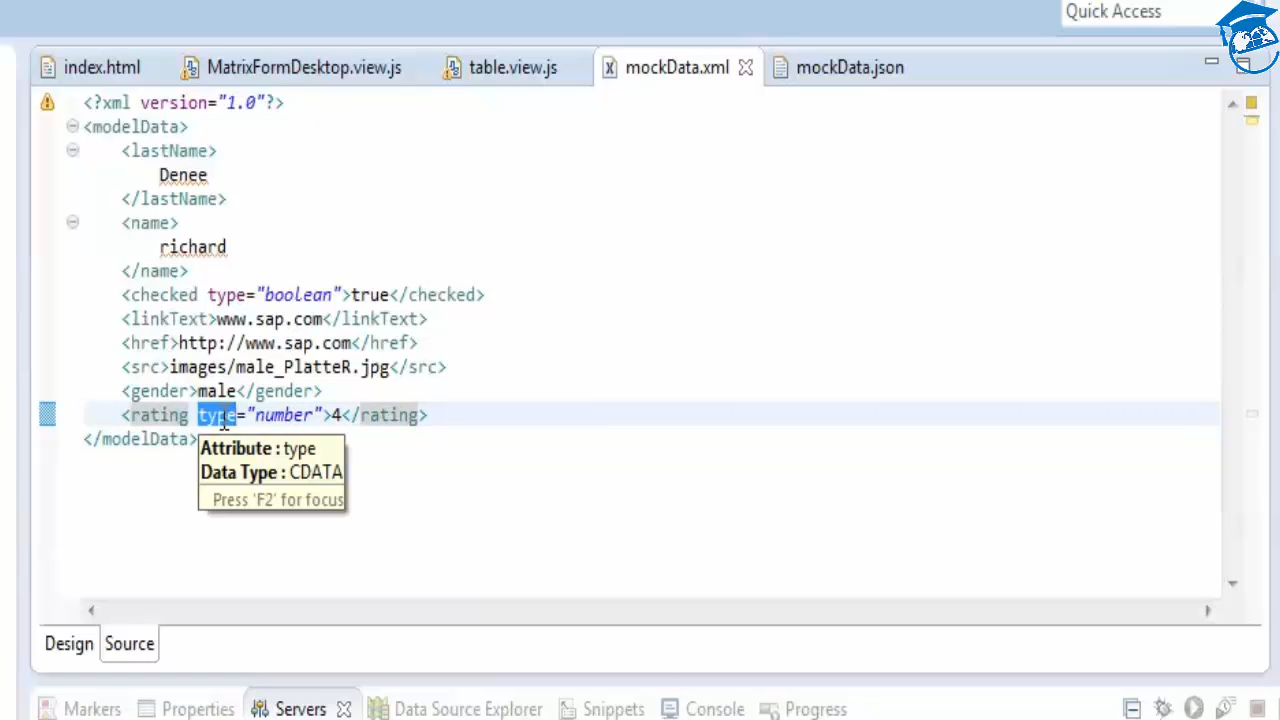 Quick Access
index.html MatrixFormDesktop.view.js table.view.js mockData.xml mockData.json
<?xml version="1.0"?>
<modelData>
<lastName>
Denee
</lastName>
<name>
richard
</name>
<checked type="boolean">true</checked>
<linkText>www.sap.com</linkText>
<href>http://www.sap.com</href>
<src>images/male_PlatteR.jpg</src>
<gender>male</gender>
<rating type="number">4</rating>
</modelData>
Attribute : type
Data Type : CDATA
Press 'F2' for focus
Design Source
Markers Properties Servers Data Source Explorer Snippets Console Progress